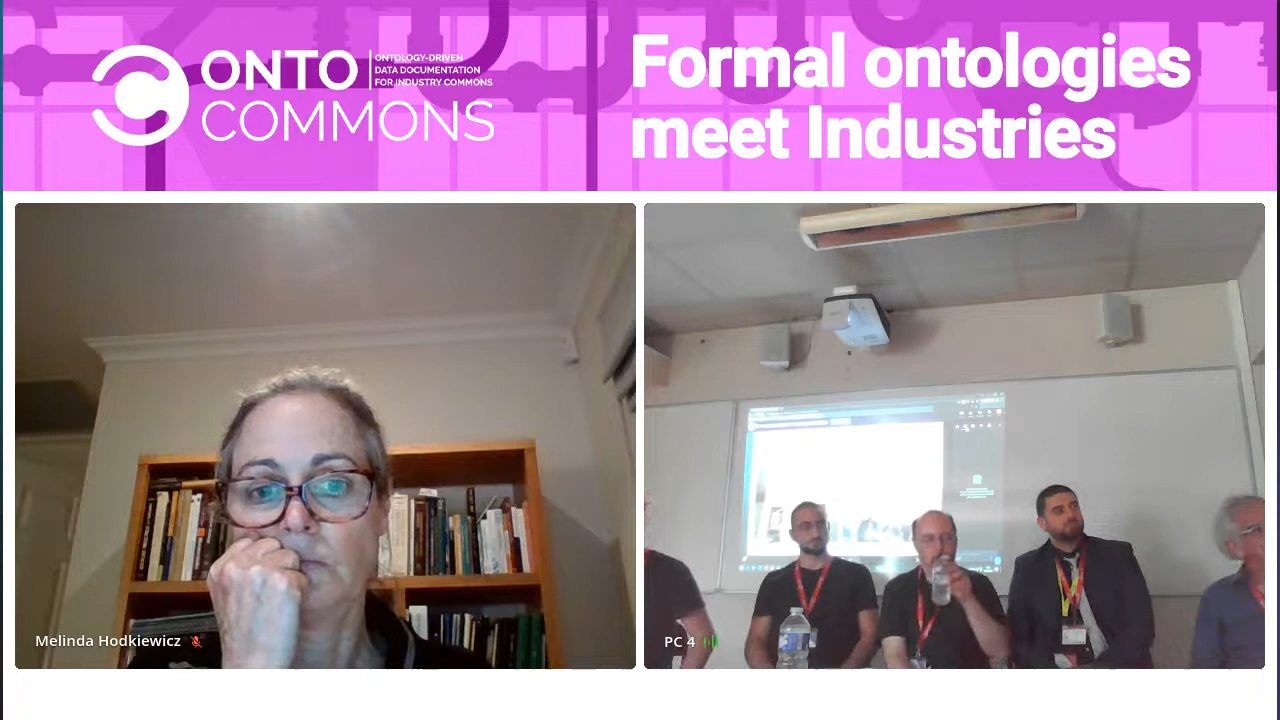 ONTO
COMMONS
ONTOLOGY-DRIVEN
DATA DOCUMENTATION
FOR INDUSTRY COMMONS
Formal ontologies
meet Industries
Melinda Hodkiewicz
PC 4